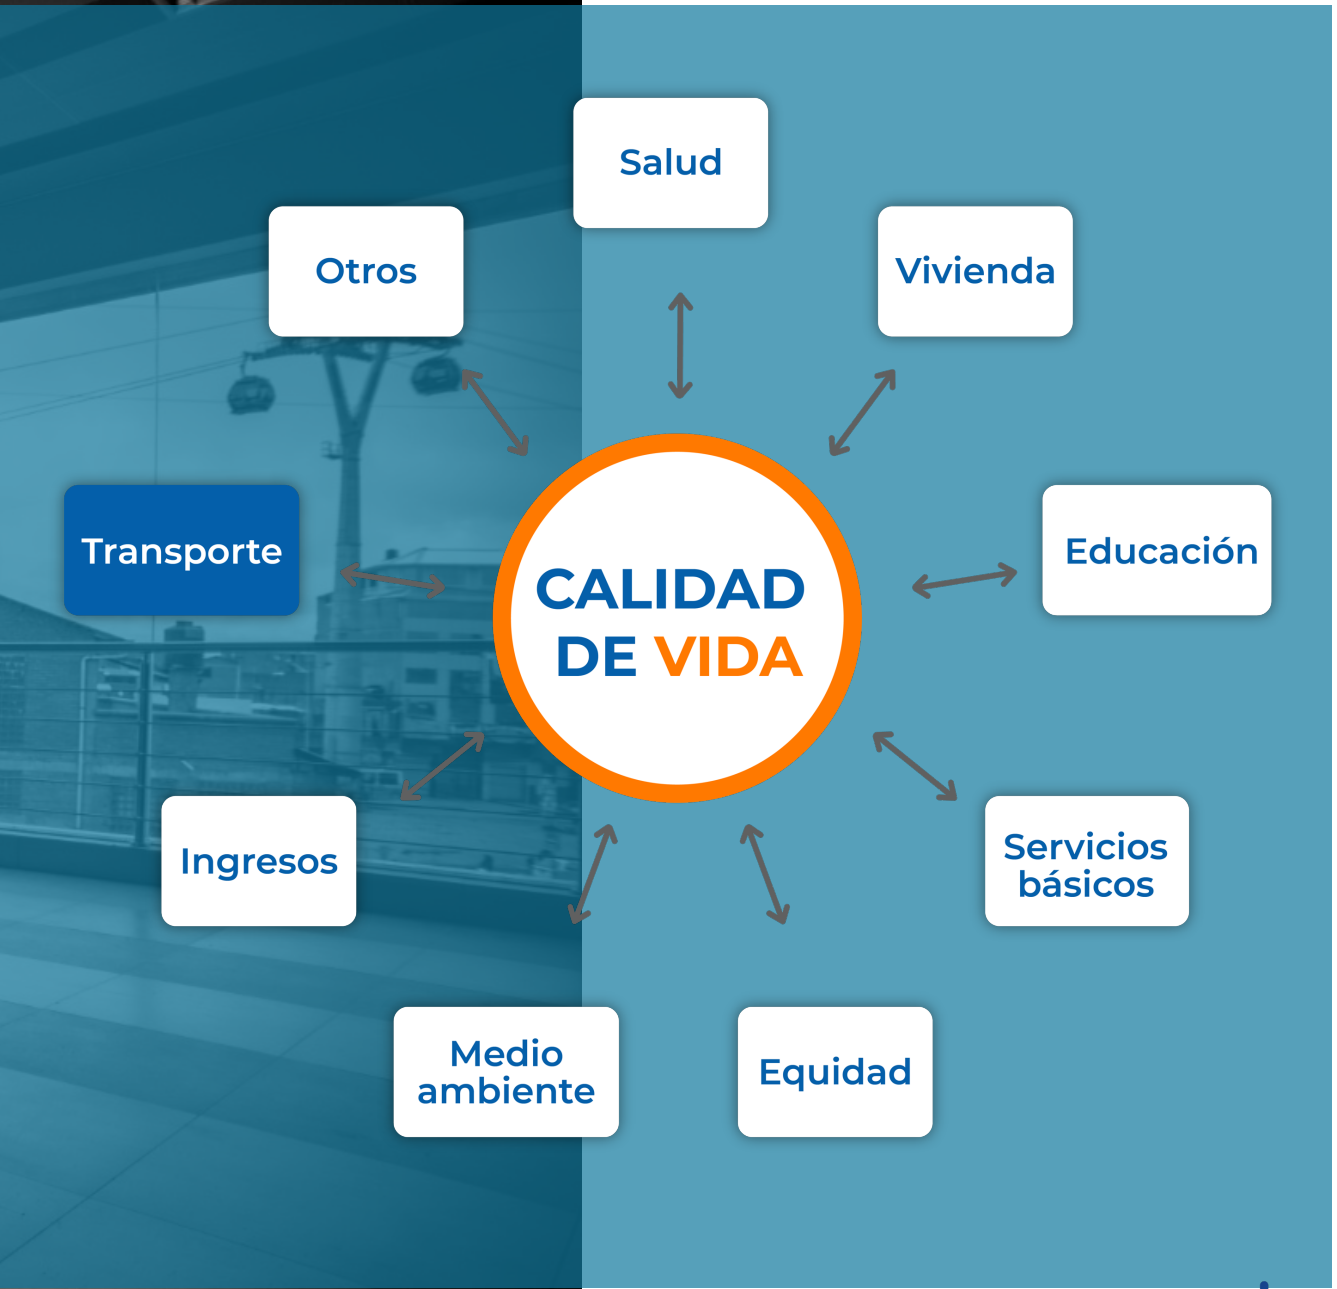 Salud
Otros
Vivienda
Transporte
Educación
CALIDAD
DE VIDA
Ingresos
Servicios
básicos
Medio
ambiente
Equidad